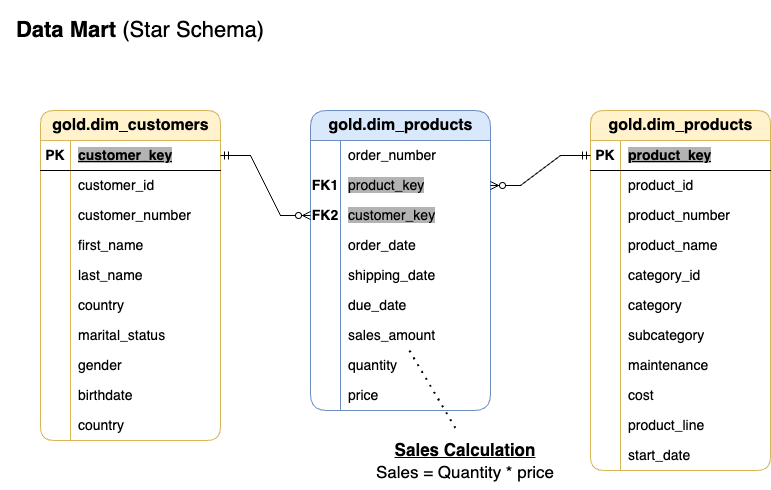 Data Mart (Star Schema)
gold.dim_customers
PK customer_key
customer_id
customer_number
first_name
last_name
country
marital_status
gender
birthdate
country
gold.dim_products
order_number
FK1 product_key
FK2 customer_key
order_date
shipping_date
due_date
sales_amount
quantity
price
Sales Calculation
Sales = Quantity * price
gold.dim_products
PK product_key
product_id
product_number
product_name
category_id
category
subcategory
maintenance
cost
product_line
start_date